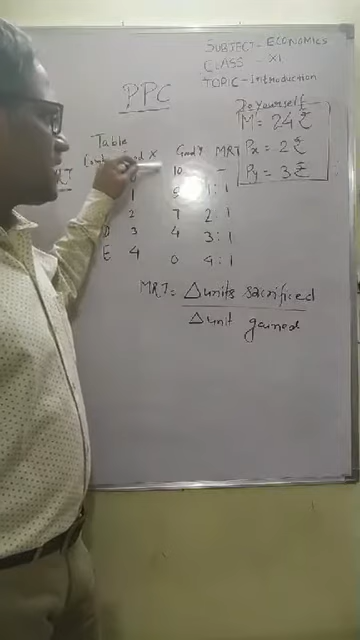 SUBJECT- ECONOMICS
CLASS - XI
TOPIC - Introduction
PPC
Do yourself
M = 24 ₹
Px = 2 ₹
Py = 3 ₹
Table
X Good Y MRT
10 -
1 9 1:1
2 7 2:1
D 3 4 3:1
E 4 0 4:1
MRT = Δ units sacrificed
Δ unit gained